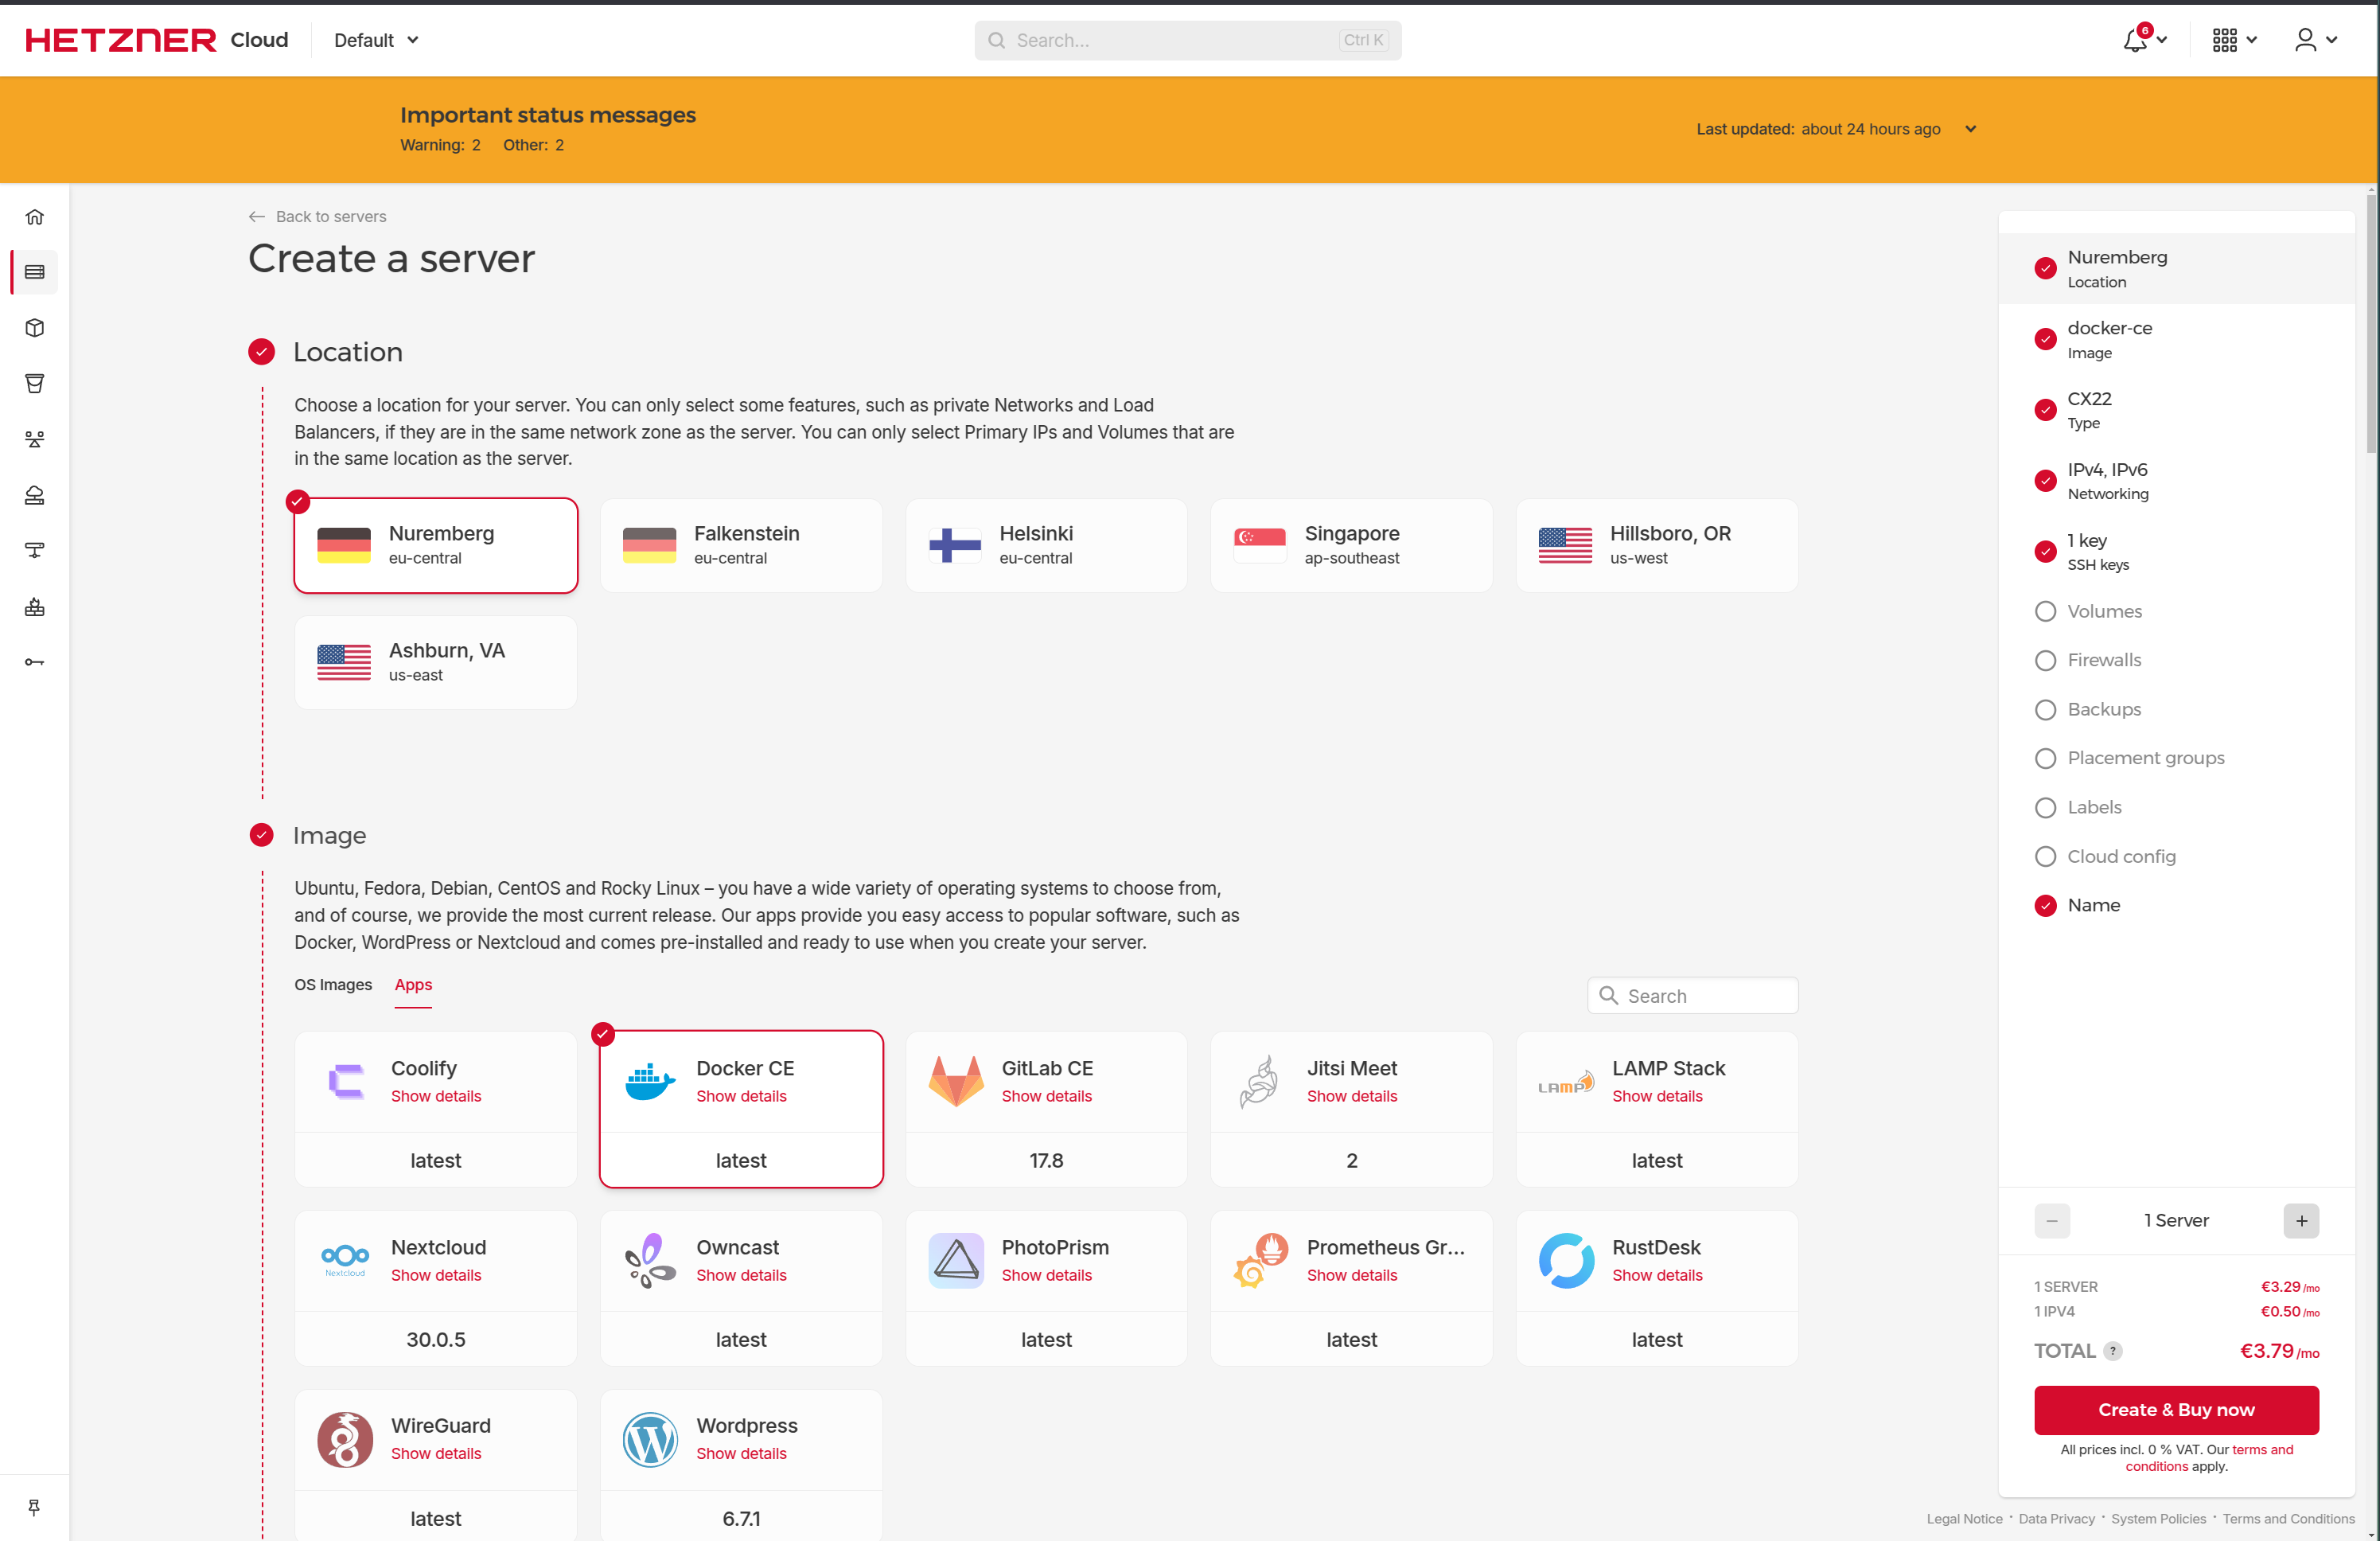 HETZNER Cloud
Default
Search...
Ctrl K
6
Important status messages
Warning: 2 Other: 2
Last updated: about 24 hours ago
Back to servers
Create a server
Location
Choose a location for your server. You can only select some features, such as private Networks and Load
Balancers, if they are in the same network zone as the server. You can only select Primary IPs and Volumes that are
in the same location as the server.
Nuremberg
eu-central
Falkenstein
eu-central
Helsinki
eu-central
Singapore
ap-southeast
Hillsboro, OR
us-west
Ashburn, VA
us-east
Image
Ubuntu, Fedora, Debian, CentOS and Rocky Linux – you have a wide variety of operating systems to choose from,
and of course, we provide the most current release. Our apps provide you easy access to popular software, such as
Docker, WordPress or Nextcloud and comes pre-installed and ready to use when you create your server.
OS Images
Apps
Search
Coolify
Show details
latest
Docker CE
Show details
latest
GitLab CE
Show details
17.8
Jitsi Meet
Show details
2
LAMP
LAMP Stack
Show details
latest
Nextcloud
Nextcloud
Show details
30.0.5
Owncast
Show details
latest
PhotoPrism
Show details
latest
Prometheus Gr...
Show details
latest
RustDesk
Show details
latest
WireGuard
Show details
latest
Wordpress
Show details
6.7.1
Nuremberg
Location
docker-ce
Image
CX22
Type
IPv4, IPv6
Networking
1 key
SSH keys
Volumes
Firewalls
Backups
Placement groups
Labels
Cloud config
Name
− 1 Server +
1 SERVER €3.29 /mo
1 IPV4 €0.50 /mo
TOTAL ? €3.79 /mo
Create & Buy now
All prices incl. 0 % VAT. Our terms and
conditions apply.
Legal Notice · Data Privacy · System Policies · Terms and Conditions